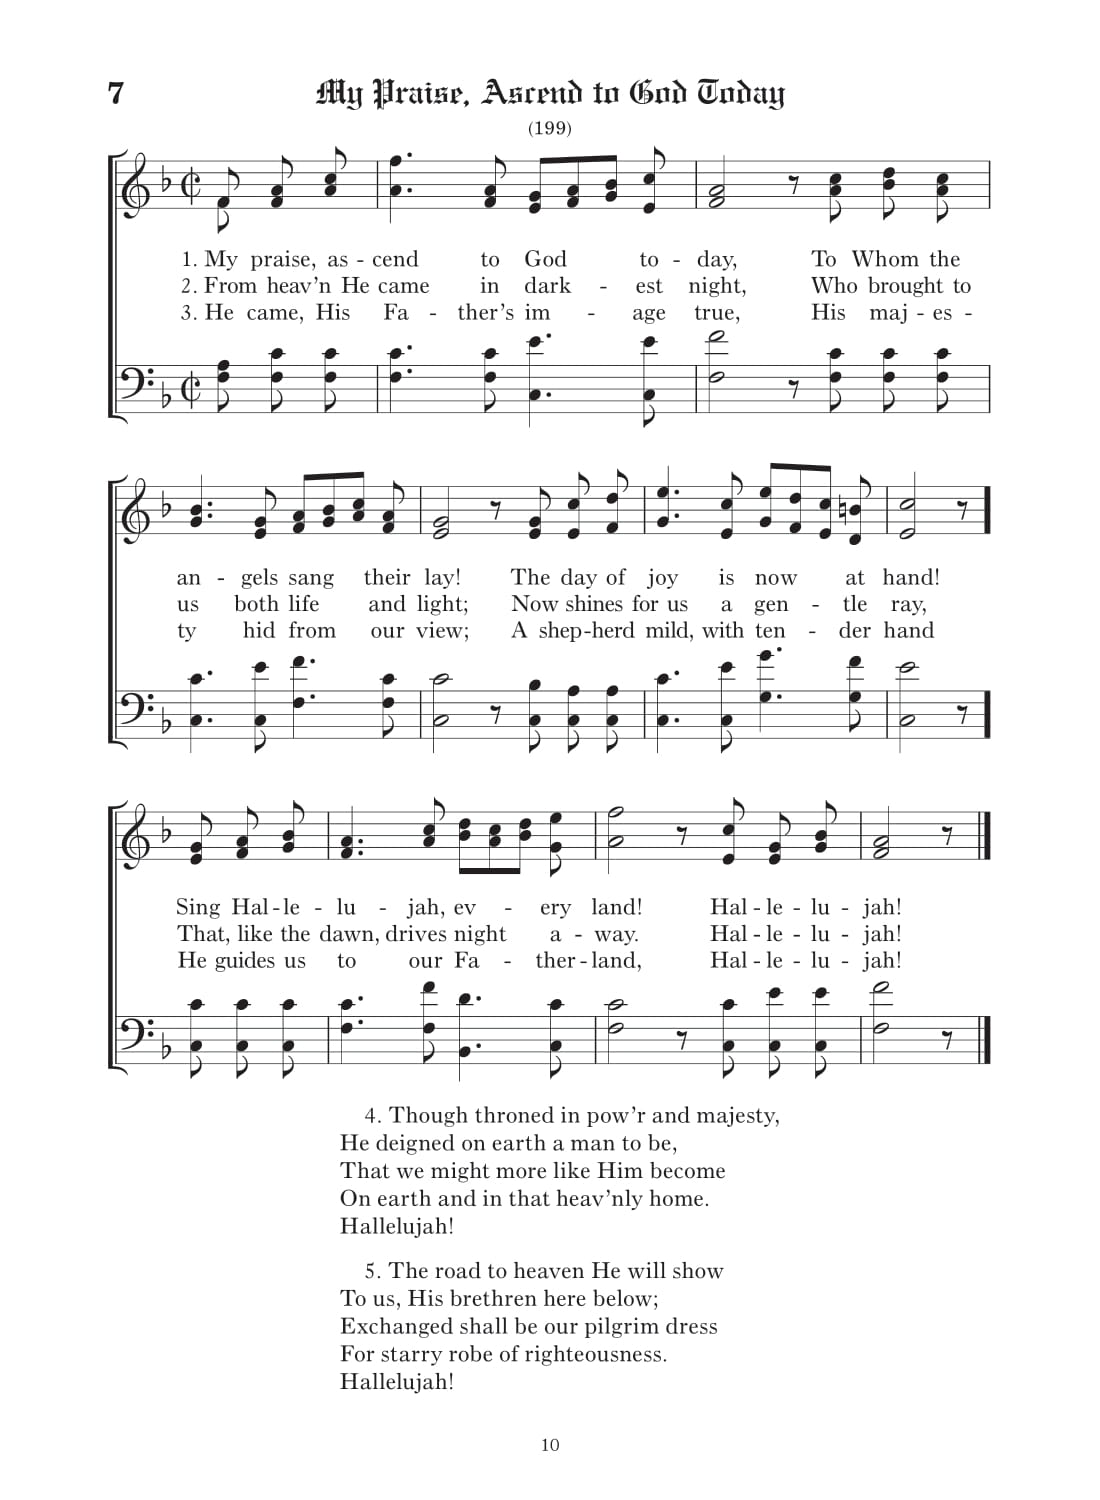 7 My Praise, Ascend to God Today
(199)
1. My praise, as - cend to God to - day, To Whom the
2. From heav’n He came in dark - est night, Who brought to
3. He came, His Fa - ther’s im - age true, His maj - es -
an - gels sang their lay! The day of joy is now at hand!
us both life and light; Now shines for us a gen - tle ray,
ty hid from our view; A shep-herd mild, with ten - der hand
Sing Hal-le - lu - jah, ev - ery land! Hal - le - lu - jah!
That, like the dawn, drives night a - way. Hal - le - lu - jah!
He guides us to our Fa - ther-land, Hal - le - lu - jah!
4. Though throned in pow’r and majesty,
He deigned on earth a man to be,
That we might more like Him become
On earth and in that heav’nly home.
Hallelujah!
5. The road to heaven He will show
To us, His brethren here below;
Exchanged shall be our pilgrim dress
For starry robe of righteousness.
Hallelujah!
10